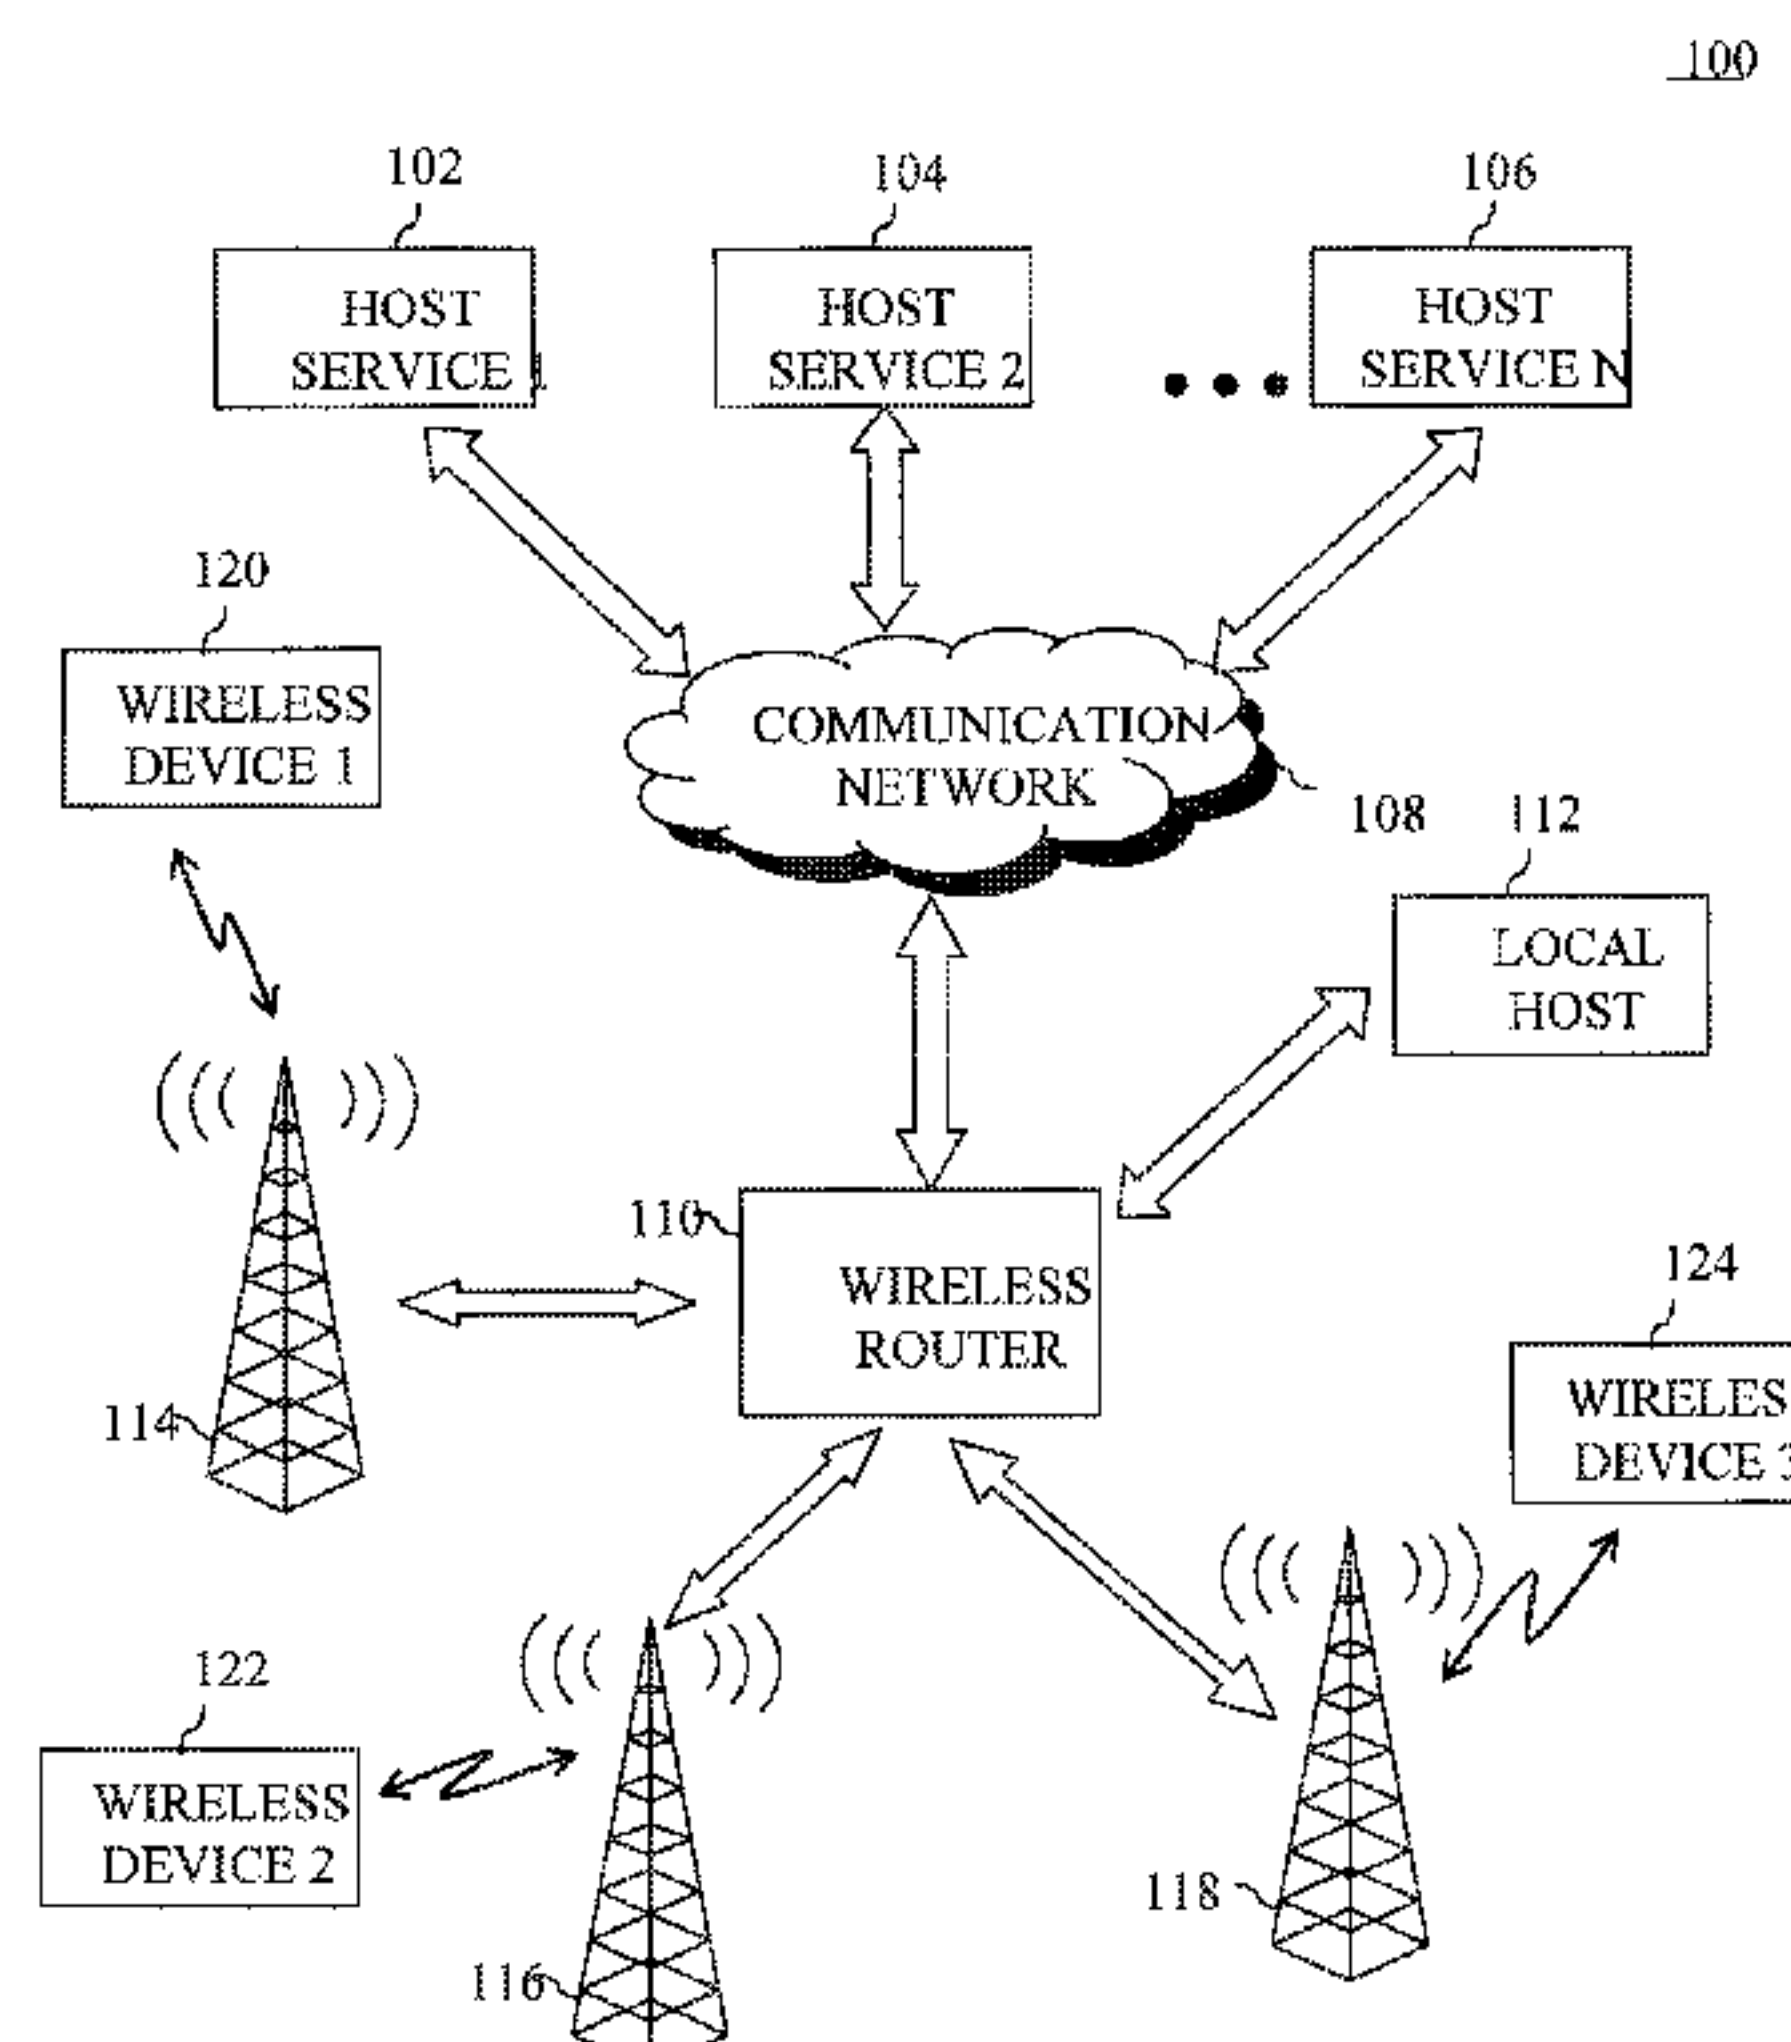 100
102
104
106
HOST
SERVICE 1
HOST
SERVICE 2
HOST
SERVICE N
120
WIRELESS
DEVICE 1
COMMUNICATION
NETWORK
108
112
LOCAL
HOST
110
WIRELESS
ROUTER
124
WIRELES
DEVICE 3
114
122
WIRELESS
DEVICE 2
118
116